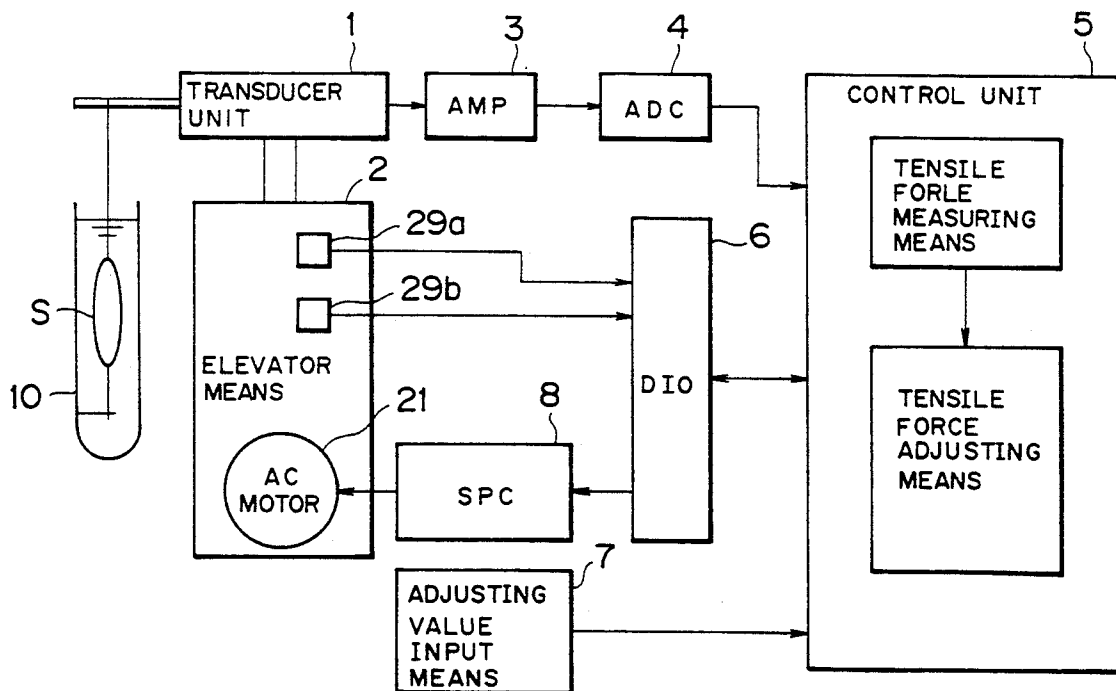 1
3
4
5
TRANSDUCER
UNIT
AMP
ADC
CONTROL UNIT
2
29a
29b
6
TENSILE
FORLE
MEASURING
MEANS
S
10
ELEVATOR
MEANS
21
AC
MOTOR
8
SPC
DIO
TENSILE
FORCE
ADJUSTING
MEANS
7
ADJUSTING
VALUE
INPUT
MEANS